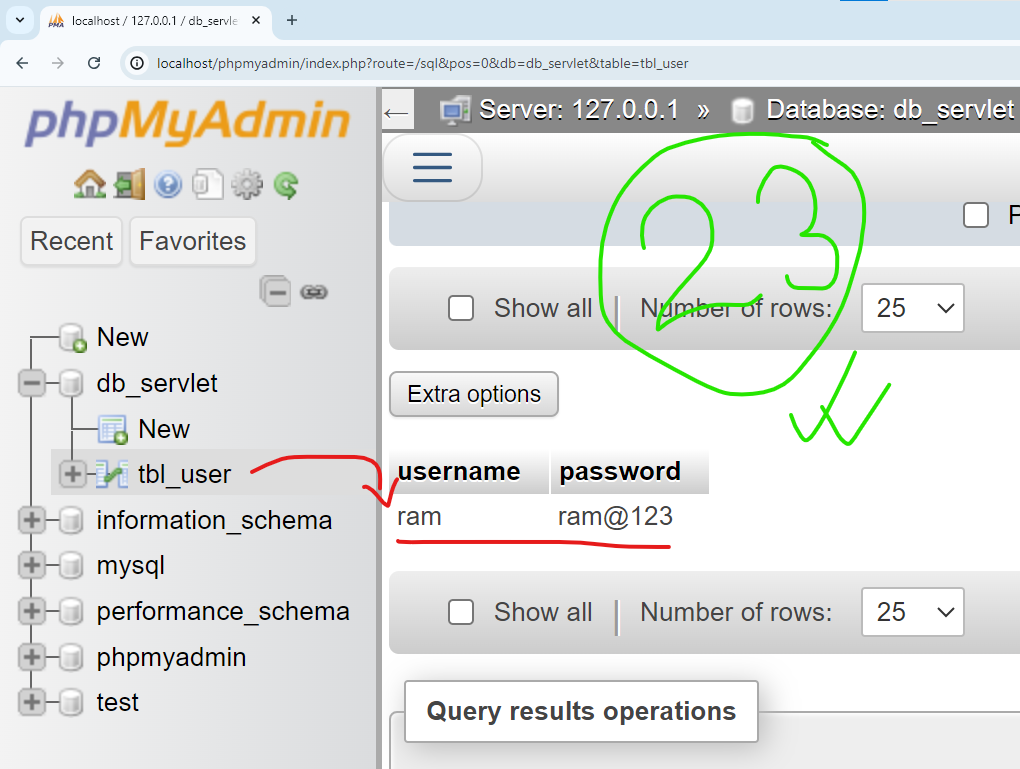 localhost / 127.0.0.1 / db_servle
localhost/phpmyadmin/index.php?route=/sql&pos=0&db=db_servlet&table=tbl_user
phpMyAdmin
Recent Favorites
New
db_servlet
New
tbl_user
information_schema
mysql
performance_schema
phpmyadmin
test
Server: 127.0.0.1 » Database: db_servlet
23
Show all Number of rows: 25
Extra options
username password
ram ram@123
Show all Number of rows: 25
Query results operations